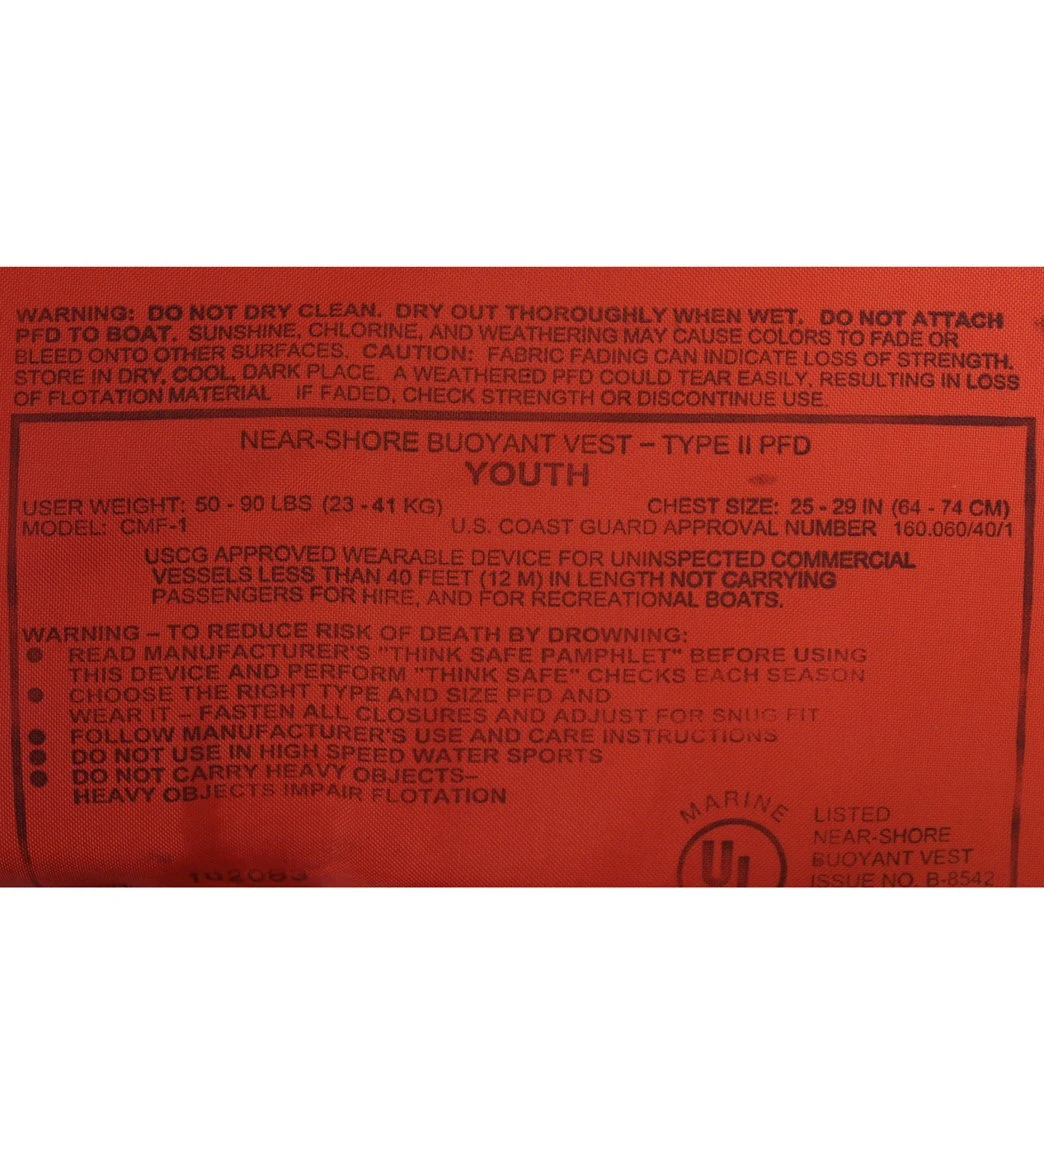 WARNING: DO NOT DRY CLEAN. DRY OUT THOROUGHLY WHEN WET. DO NOT ATTACH
PFD TO BOAT. SUNSHINE, CHLORINE, AND WEATHERING MAY CAUSE COLORS TO FADE OR
BLEED ONTO OTHER SURFACES. CAUTION: FABRIC FADING CAN INDICATE LOSS OF STRENGTH.
STORE IN DRY, COOL, DARK PLACE. A WEATHERED PFD COULD TEAR EASILY, RESULTING IN LOSS
OF FLOTATION MATERIAL IF FADED, CHECK STRENGTH OR DISCONTINUE USE.
NEAR-SHORE BUOYANT VEST – TYPE II PFD
YOUTH
USER WEIGHT: 50 - 90 LBS (23 - 41 KG) CHEST SIZE: 25 - 29 IN (64 - 74 CM)
MODEL: CMF-1 U.S. COAST GUARD APPROVAL NUMBER 160.060/40/1
USCG APPROVED WEARABLE DEVICE FOR UNINSPECTED COMMERCIAL
VESSELS LESS THAN 40 FEET (12 M) IN LENGTH NOT CARRYING
PASSENGERS FOR HIRE, AND FOR RECREATIONAL BOATS.
WARNING – TO REDUCE RISK OF DEATH BY DROWNING:
● READ MANUFACTURER'S "THINK SAFE PAMPHLET" BEFORE USING
THIS DEVICE AND PERFORM "THINK SAFE" CHECKS EACH SEASON
● CHOOSE THE RIGHT TYPE AND SIZE PFD AND
WEAR IT – FASTEN ALL CLOSURES AND ADJUST FOR SNUG FIT
● FOLLOW MANUFACTURER'S USE AND CARE INSTRUCTIONS
● DO NOT USE IN HIGH SPEED WATER SPORTS
● DO NOT CARRY HEAVY OBJECTS–
HEAVY OBJECTS IMPAIR FLOTATION
MARINE
UL
LISTED
NEAR-SHORE
BUOYANT VEST
ISSUE NO. B-8542